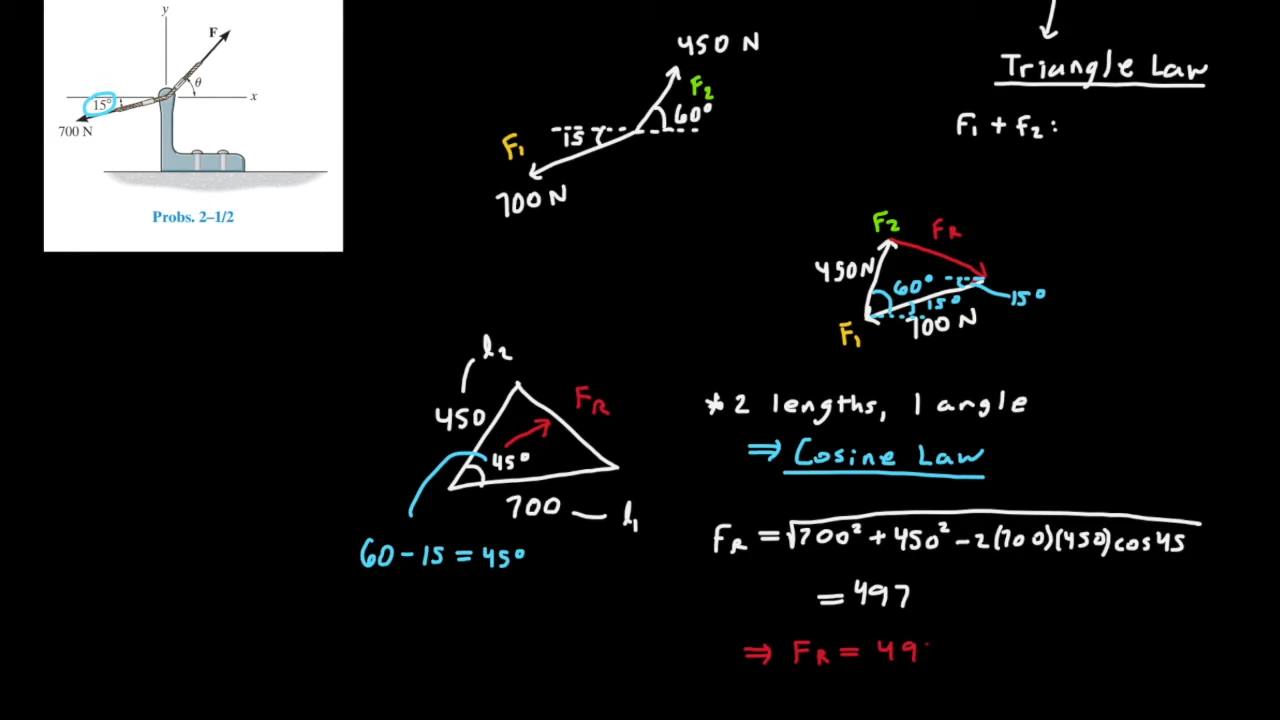 y
F
θ
15°
x
700 N
Probs. 2–1/2
450 N
F2
60°
15
F1
700 N
Triangle Law
F1 + F2:
F2
FR
450N
60°
15°
15°
700 N
F1
l2
450
FR
45°
700
l1
60 - 15 = 45°
*2 lengths, 1 angle
⇒ Cosine Law
FR = √700² + 450² - 2(700)(450)cos45
= 497
⇒ FR = 49